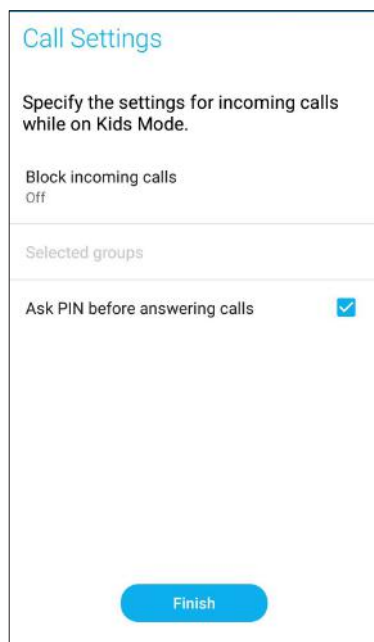 Call Settings
Specify the settings for incoming calls
while on Kids Mode.
Block incoming calls
Off
Selected groups
Ask PIN before answering calls
Finish